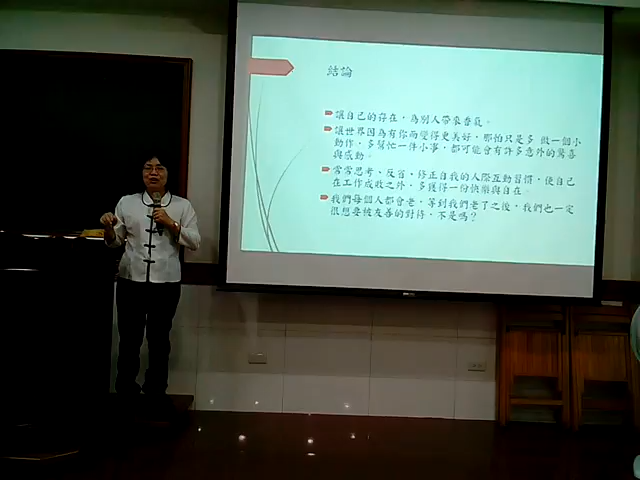 結論
讓自己的存在，為別人帶來香氣。
讓世界因為有你而變得更美好，那怕只是多 做一個小
動作，多幫忙一件小事，都可能會有許多意外的驚喜
與感動。
常常思考、反省、修正自我的人際互動習慣，使自己
在工作成敗之外，多獲得一份快樂與自在。
我們每個人都會老，等到我們老了之後，我們也一定
很想要被友善的對待，不是嗎？